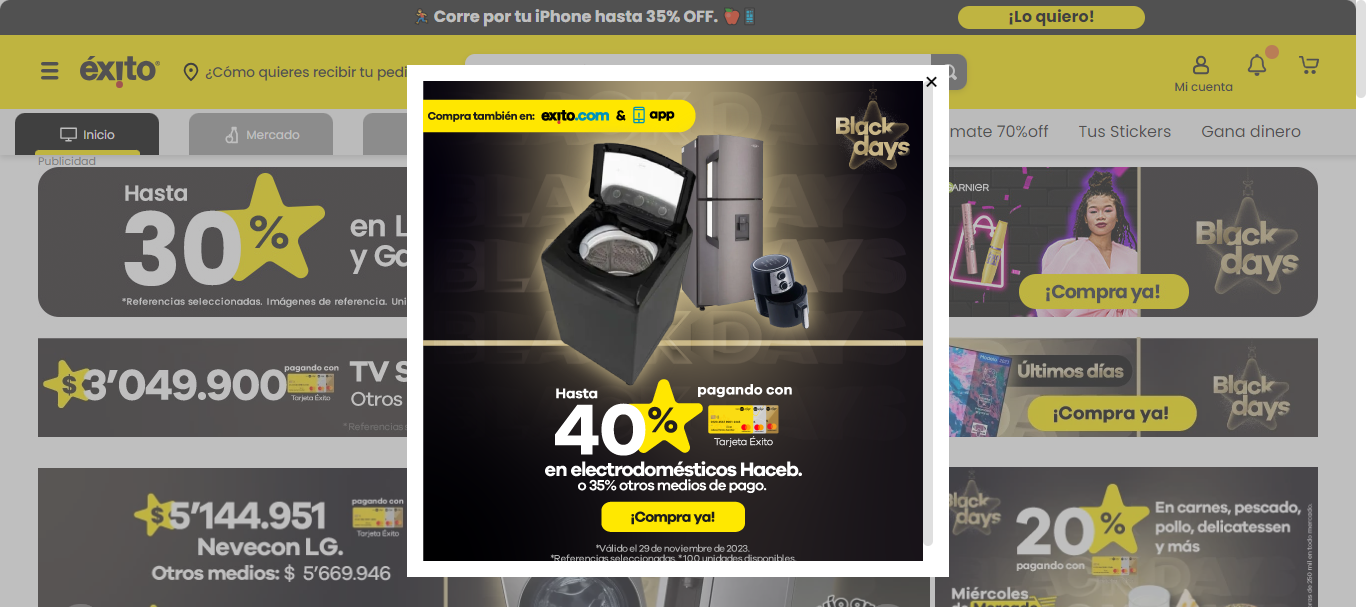 Corre por tu iPhone hasta 35% OFF.
¡Lo quiero!
éxito
¿Cómo quieres recibir tu pedi
Mi cuenta
Inicio
Mercado
mate 70%off
Tus Stickers
Gana dinero
Publicidad
Hasta
30%
en L
y Ga
*Referencias seleccionadas. Imágenes de referencia. Uni
ARNIER
¡Compra ya!
Black
days
$3'049.900
pagando con
Tarjeta Éxito
TV S
Otros
*Referencias
Últimos días
¡Compra ya!
Black
days
$5'144.951
pagando con
Tarjeta Éxito
Nevecon LG.
Otros medios: $ 5'669.946
Black
days
20%
pagando con
En carnes, pescado,
pollo, delicatessen
y más
Miércoles
de Mercado
Compra también en: exito.com & app
Black
days
BLACK DAYS
Hasta
40%
pagando con
Tarjeta Éxito
en electrodomésticos Haceb.
o 35% otros medios de pago.
¡Compra ya!
*Válido el 29 de noviembre de 2023.
*Referencias seleccionadas. *100 unidades disponibles.